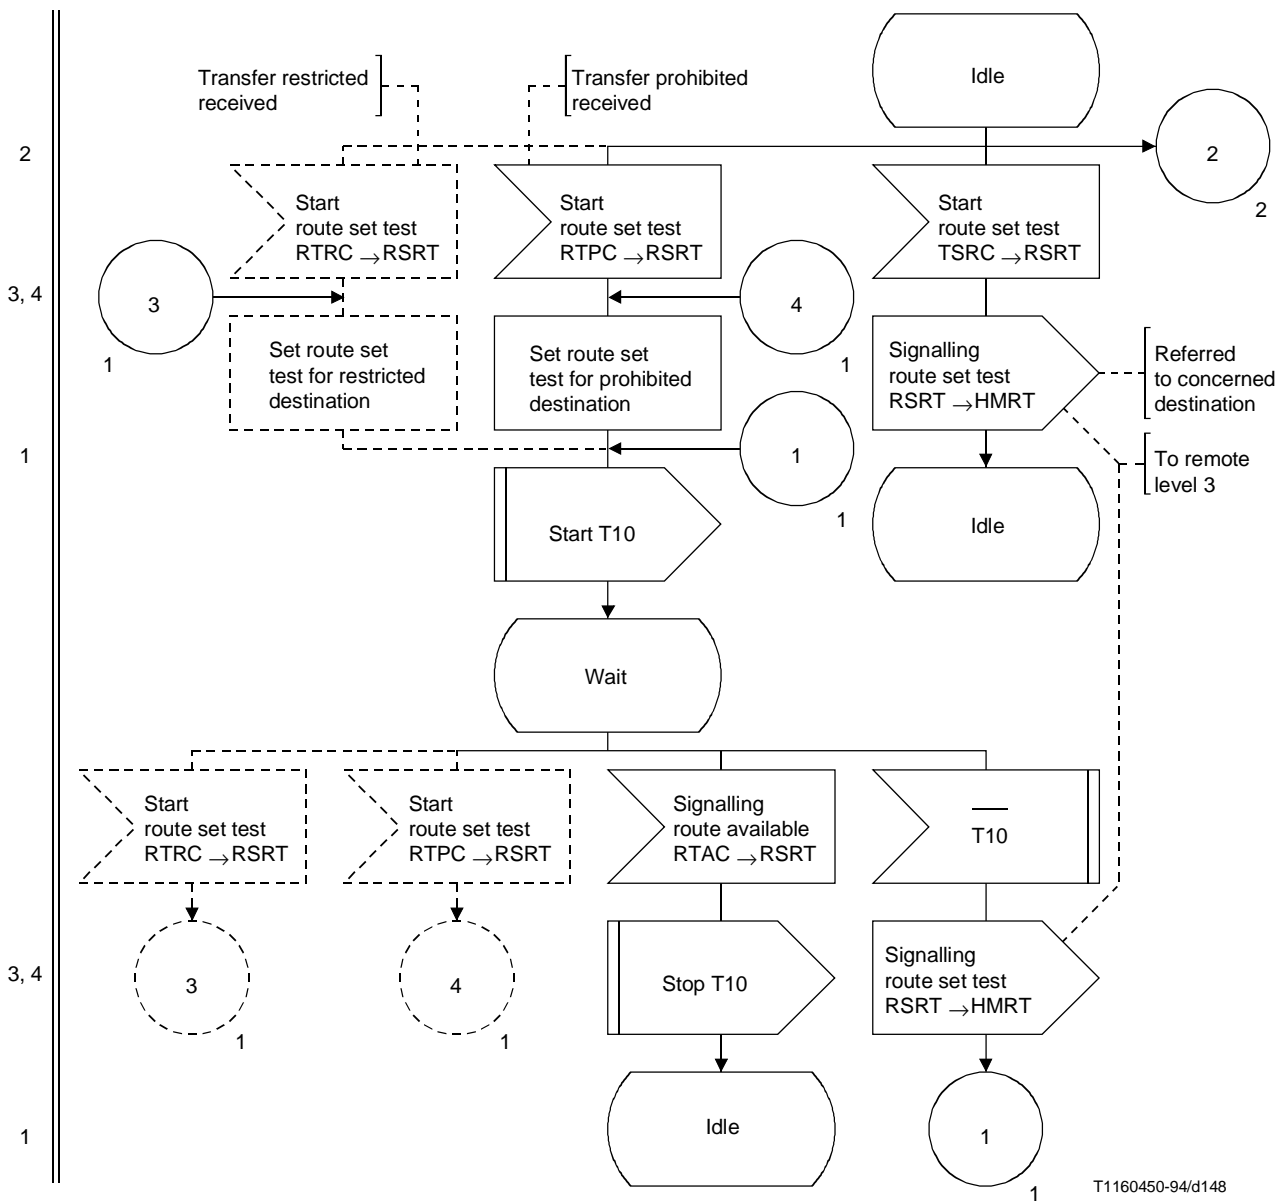 Transfer restricted
received
Transfer prohibited
received
Idle
2
2
2
Start
route set test
RTRC →RSRT
Start
route set test
RTPC →RSRT
Start
route set test
TSRC →RSRT
3, 4
3
1
4
1
Set route set
test for restricted
destination
Set route set
test for prohibited
destination
Signalling
route set test
RSRT →HMRT
Referred
to concerned
destination
1
1
1
To remote
level 3
Start T10
Idle
Wait
Start
route set test
RTRC →RSRT
Start
route set test
RTPC →RSRT
Signalling
route available
RTAC →RSRT
T10
3, 4
3
1
4
1
Stop T10
Signalling
route set test
RSRT →HMRT
1
Idle
1
1
T1160450-94/d148